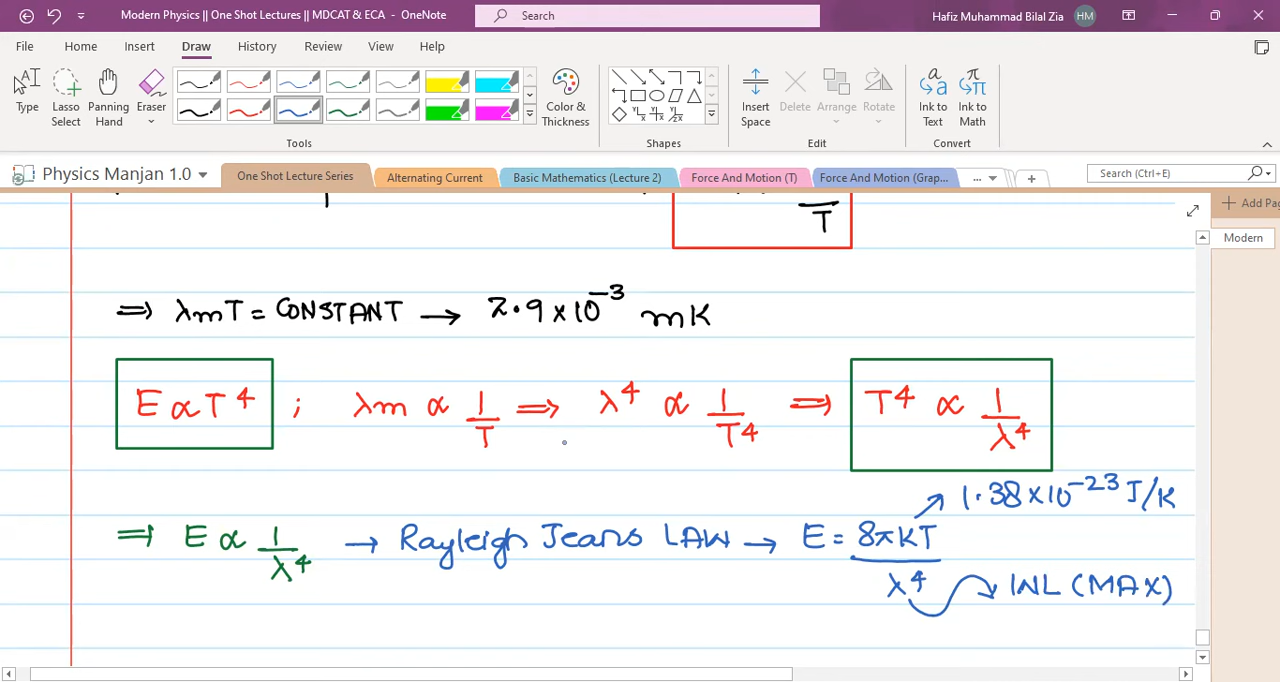 Modern Physics || One Shot Lectures || MDCAT & ECA - OneNote
Search
Hafiz Muhammad Bilal Zia HM
File Home Insert Draw History Review View Help
Type Lasso Select Panning Hand Eraser Color & Thickness Insert Space Delete Arrange Rotate Ink to Text Ink to Math
Tools Shapes Edit Convert
Physics Manjan 1.0 One Shot Lecture Series Alternating Current Basic Mathematics (Lecture 2) Force And Motion (T) Force And Motion (Grap... ... Search (Ctrl+E)
Add Pag
Modern
T
⇒ λmT = CONSTANT → 2.9×10⁻³ mK
E ∝ T⁴ ; λm ∝ 1/T ⇒ λ⁴ ∝ 1/T⁴ ⇒ T⁴ ∝ 1/λ⁴
1.38×10⁻²³ J/K
⇒ E ∝ 1/λ⁴ → Rayleigh Jeans LAW → E = 8πKT/λ⁴
INL (MAX)